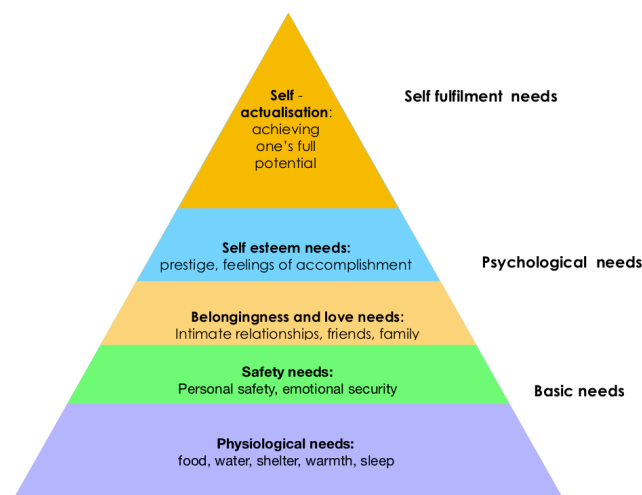 Self -
actualisation:
achieving
one's full
potential
Self fulfilment needs
Self esteem needs:
prestige, feelings of accomplishment
Psychological needs
Belongingness and love needs:
Intimate relationships, friends, family
Safety needs:
Personal safety, emotional security
Basic needs
Physiological needs:
food, water, shelter, warmth, sleep